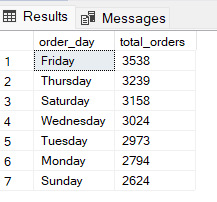 Results Messages
order_day total_orders
1 Friday 3538
2 Thursday 3239
3 Saturday 3158
4 Wednesday 3024
5 Tuesday 2973
6 Monday 2794
7 Sunday 2624